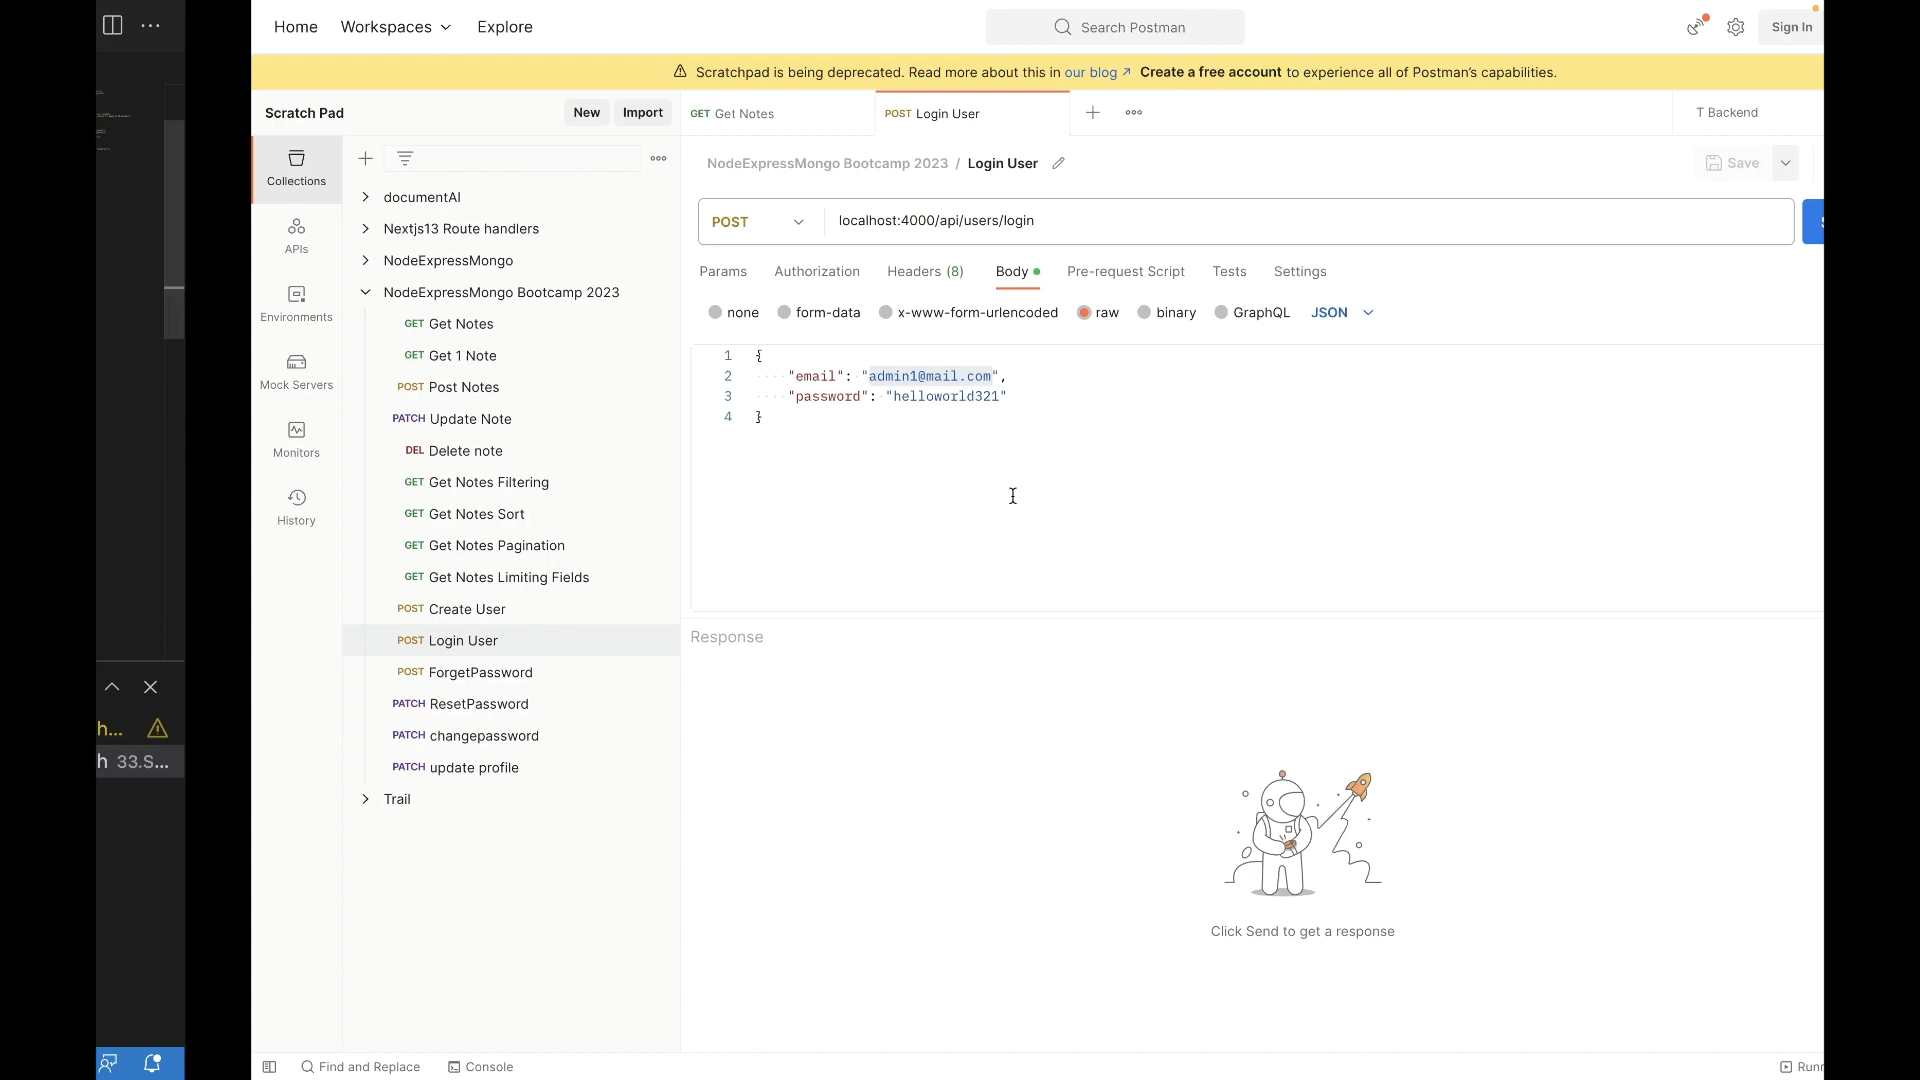 Home Workspaces Explore
Search Postman
Sign In
Scratchpad is being deprecated. Read more about this in our blog ↗ Create a free account to experience all of Postman's capabilities.
Scratch Pad New Import
GET Get Notes
POST Login User
T Backend
Collections
APIs
Environments
Mock Servers
Monitors
History
documentAI
Nextjs13 Route handlers
NodeExpressMongo
NodeExpressMongo Bootcamp 2023
GET Get Notes
GET Get 1 Note
POST Post Notes
PATCH Update Note
DEL Delete note
GET Get Notes Filtering
GET Get Notes Sort
GET Get Notes Pagination
GET Get Notes Limiting Fields
POST Create User
POST Login User
POST ForgetPassword
PATCH ResetPassword
PATCH changepassword
PATCH update profile
Trail
NodeExpressMongo Bootcamp 2023 / Login User
Save
POST localhost:4000/api/users/login
Params Authorization Headers (8) Body Pre-request Script Tests Settings
none form-data x-www-form-urlencoded raw binary GraphQL JSON
1 {
2 "email": "admin1@mail.com",
3 "password": "helloworld321"
4 }
Response
Click Send to get a response
h...
h 33.S...
Find and Replace Console